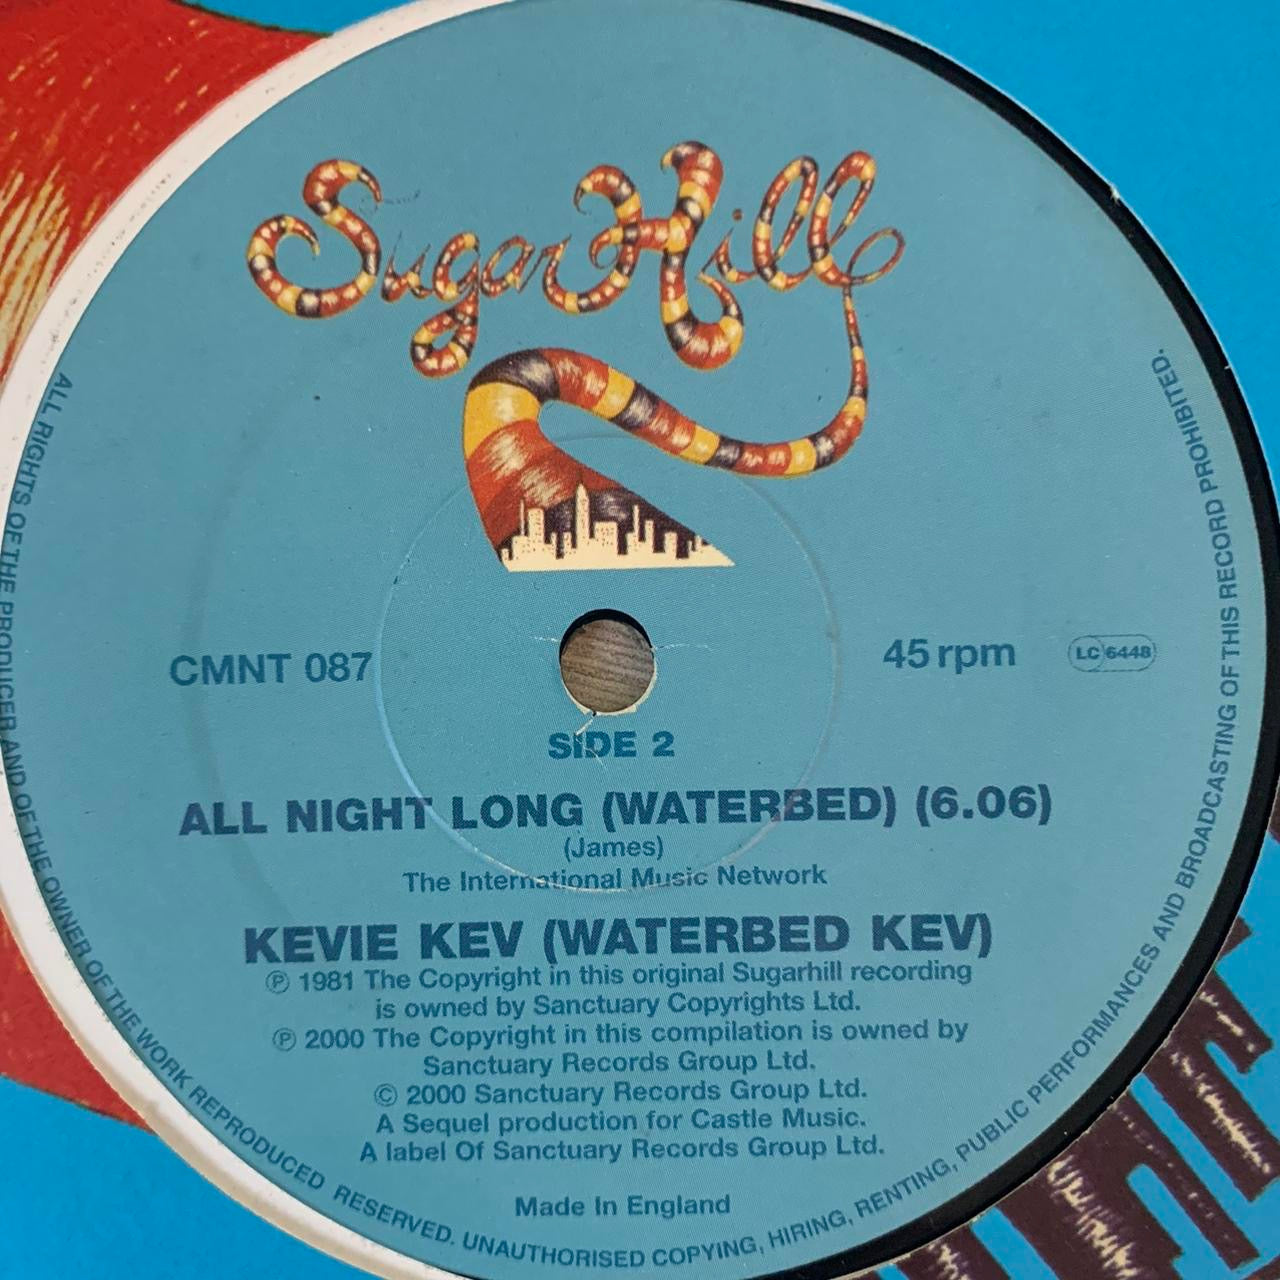 Sugar Hill
CMNT 087
45 rpm
LC 6448
SIDE 2
ALL NIGHT LONG (WATERBED) (6.06)
(James)
The International Music Network
KEVIE KEV (WATERBED KEV)
℗ 1981 The Copyright in this original Sugarhill recording
is owned by Sanctuary Copyrights Ltd.
℗ 2000 The Copyright in this compilation is owned by
Sanctuary Records Group Ltd.
© 2000 Sanctuary Records Group Ltd.
A Sequel production for Castle Music.
A label Of Sanctuary Records Group Ltd.
Made In England
ALL RIGHTS OF THE PRODUCER AND OF THE OWNER OF THE WORK REPRODUCED RESERVED. UNAUTHORISED COPYING, HIRING, RENTING, PUBLIC PERFORMANCES AND BROADCASTING OF THIS RECORD PROHIBITED.